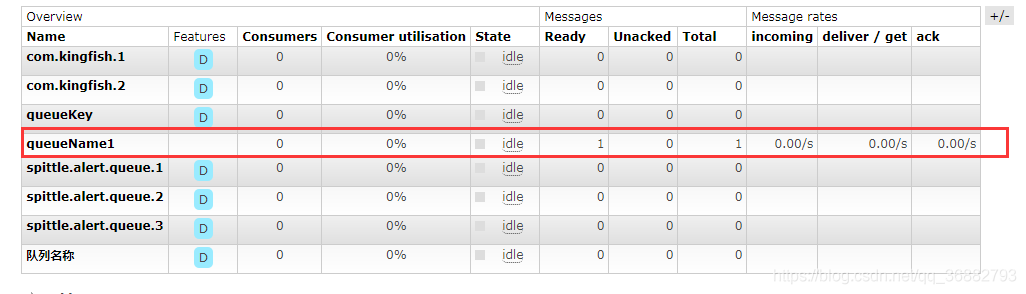 Overview Messages Message rates +/-
Name Features Consumers Consumer utilisation State Ready Unacked Total incoming deliver / get ack
com.kingfish.1 D 0 0% idle 0 0 0
com.kingfish.2 D 0 0% idle 0 0 0
queueKey D 0 0% idle 0 0 0
queueName1 0 0% idle 1 0 1 0.00/s 0.00/s 0.00/s
spittle.alert.queue.1 D 0 0% idle 0 0 0
spittle.alert.queue.2 D 0 0% idle 0 0 0
spittle.alert.queue.3 D 0 0% idle 0 0 0
队列名称 D 0 0% idle 0 0 0
https://blog.csdn.net/qq_36882793